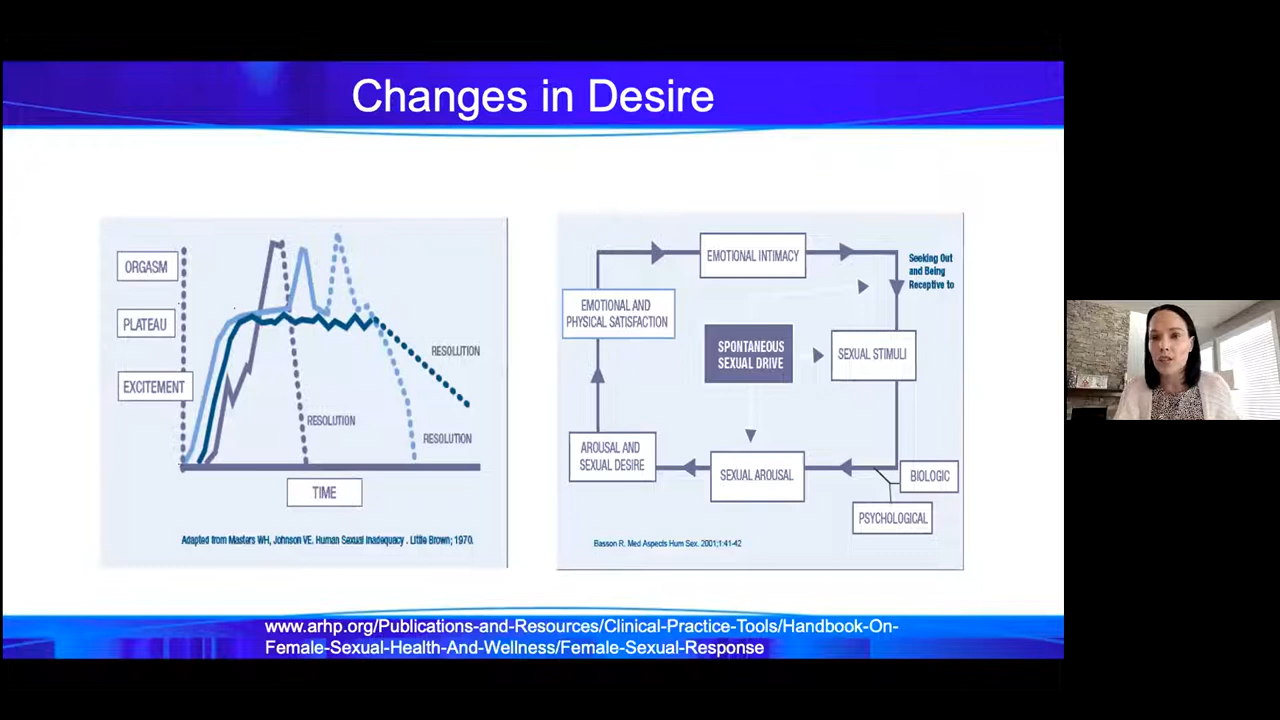 Changes in Desire
ORGASM
PLATEAU
EXCITEMENT
RESOLUTION
RESOLUTION
RESOLUTION
TIME
Adapted from Masters WH, Johnson VE. Human Sexual Inadequacy . Little Brown; 1970.
EMOTIONAL INTIMACY
Seeking Out
and Being
Receptive to
EMOTIONAL AND
PHYSICAL SATISFACTION
SPONTANEOUS
SEXUAL DRIVE
SEXUAL STIMULI
AROUSAL AND
SEXUAL DESIRE
SEXUAL AROUSAL
BIOLOGIC
PSYCHOLOGICAL
Basson R. Med Aspects Hum Sex. 2001;1:41-42
www.arhp.org/Publications-and-Resources/Clinical-Practice-Tools/Handbook-On-
Female-Sexual-Health-And-Wellness/Female-Sexual-Response